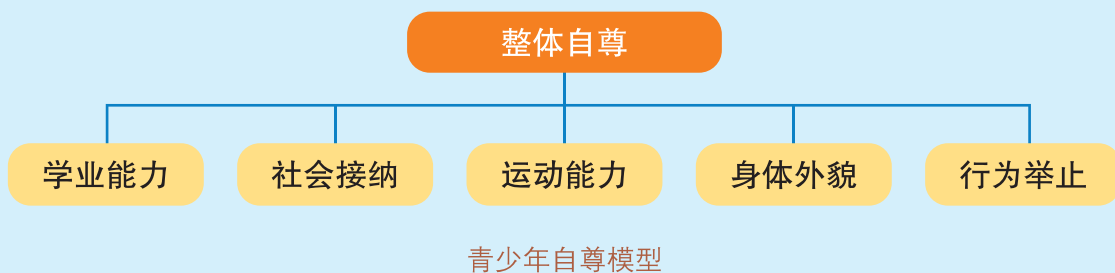 整体自尊
学业能力
社会接纳
运动能力
身体外貌
行为举止
青少年自尊模型